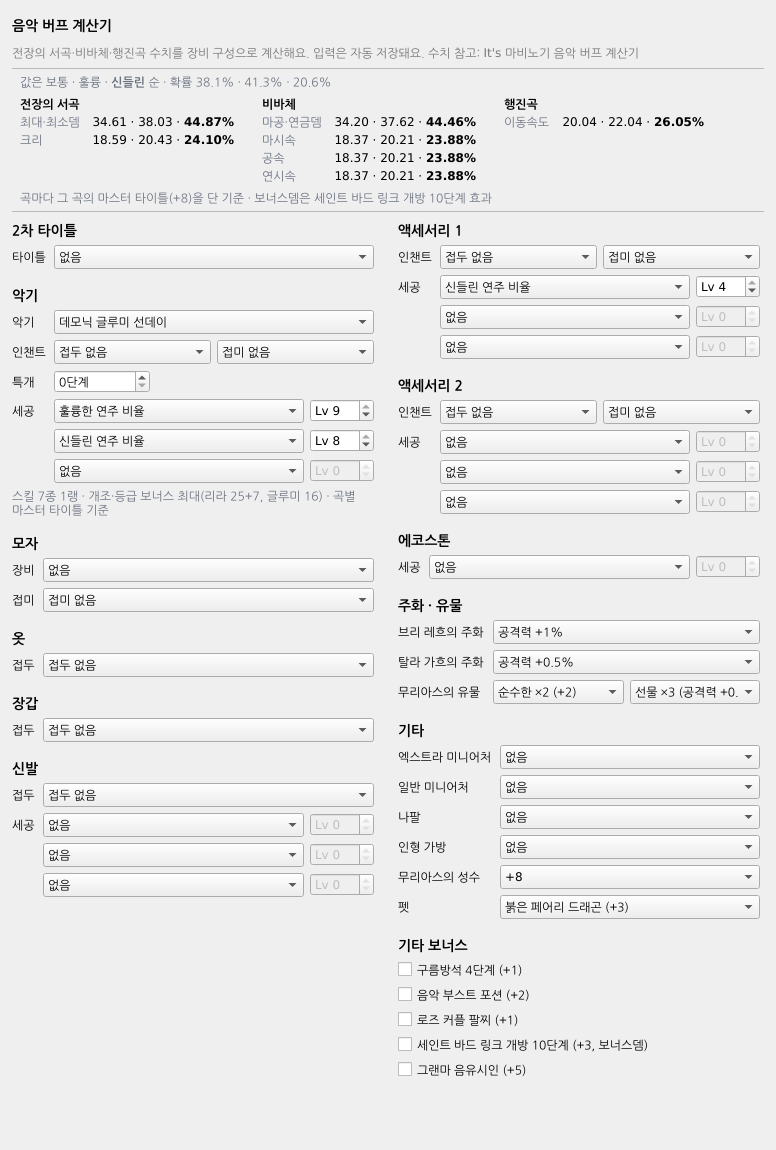 음악 버프 계산기
전장의 서곡·비바체·행진곡 수치를 장비 구성으로 계산해요. 입력은 자동 저장돼요. 수치 참고: It's 마비노기 음악 버프 계산기
값은 보통 · 훌륭 · 신들린 순 · 확률 38.1% · 41.3% · 20.6%
전장의 서곡
최대·최소뎀 34.61 · 38.03 · 44.87%
크리 18.59 · 20.43 · 24.10%
비바체
마공·연금뎀 34.20 · 37.62 · 44.46%
마시속 18.37 · 20.21 · 23.88%
공속 18.37 · 20.21 · 23.88%
연시속 18.37 · 20.21 · 23.88%
행진곡
이동속도 20.04 · 22.04 · 26.05%
곡마다 그 곡의 마스터 타이틀(+8)을 단 기준 · 보너스뎀은 세인트 바드 링크 개방 10단계 효과
2차 타이틀
타이틀 없음
악기
악기 데모닉 글루미 선데이
인챈트 접두 없음 접미 없음
특개 0단계
세공 훌륭한 연주 비율 Lv 9
신들린 연주 비율 Lv 8
없음 Lv 0
스킬 7종 1랭 · 개조·등급 보너스 최대(리라 25+7, 글루미 16) · 곡별
마스터 타이틀 기준
모자
장비 없음
접미 접미 없음
옷
접두 접두 없음
장갑
접두 접두 없음
신발
접두 접두 없음
세공 없음 Lv 0
없음 Lv 0
없음 Lv 0
액세서리 1
인챈트 접두 없음 접미 없음
세공 신들린 연주 비율 Lv 4
없음 Lv 0
없음 Lv 0
액세서리 2
인챈트 접두 없음 접미 없음
세공 없음 Lv 0
없음 Lv 0
없음 Lv 0
에코스톤
세공 없음 Lv 0
주화 · 유물
브리 레흐의 주화 공격력 +1%
탈라 가흐의 주화 공격력 +0.5%
무리아스의 유물 순수한 ×2 (+2) 선물 ×3 (공격력 +0.
기타
엑스트라 미니어처 없음
일반 미니어처 없음
나팔 없음
인형 가방 없음
무리아스의 성수 +8
펫 붉은 페어리 드래곤 (+3)
기타 보너스
구름방석 4단계 (+1)
음악 부스트 포션 (+2)
로즈 커플 팔찌 (+1)
세인트 바드 링크 개방 10단계 (+3, 보너스뎀)
그랜마 음유시인 (+5)